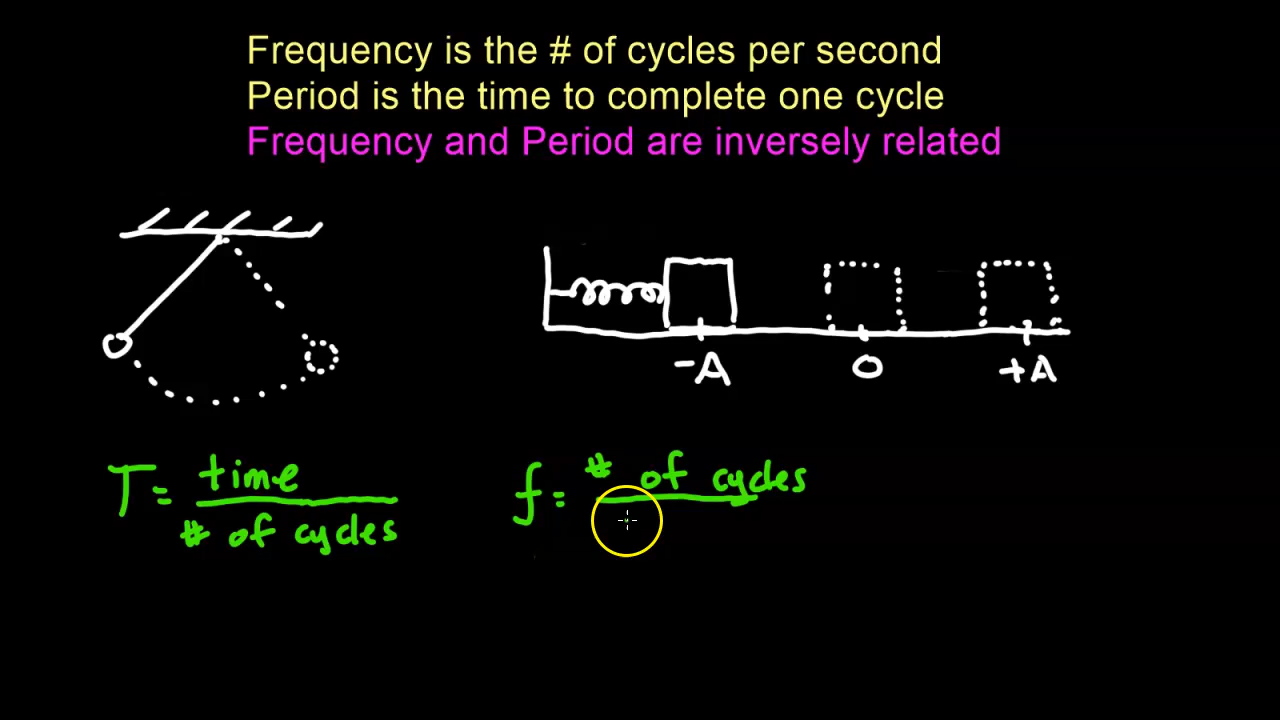 Frequency is the # of cycles per second
Period is the time to complete one cycle
Frequency and Period are inversely related
-A 0 +A
T = time / # of cycles
f = # of cycles